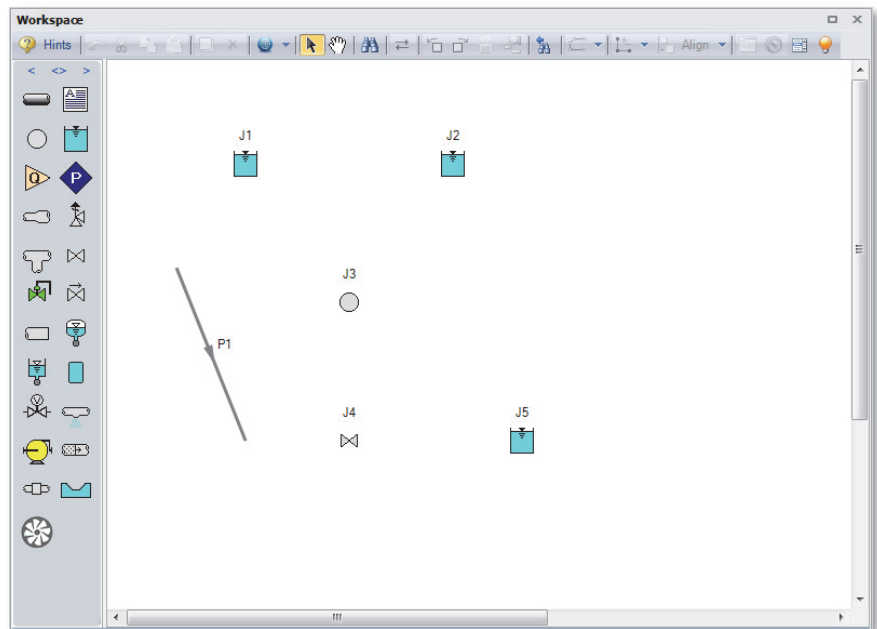 Workspace
Hints Align
< <> >
A
Q P
V
J1 J2
J3
P1
J4 J5